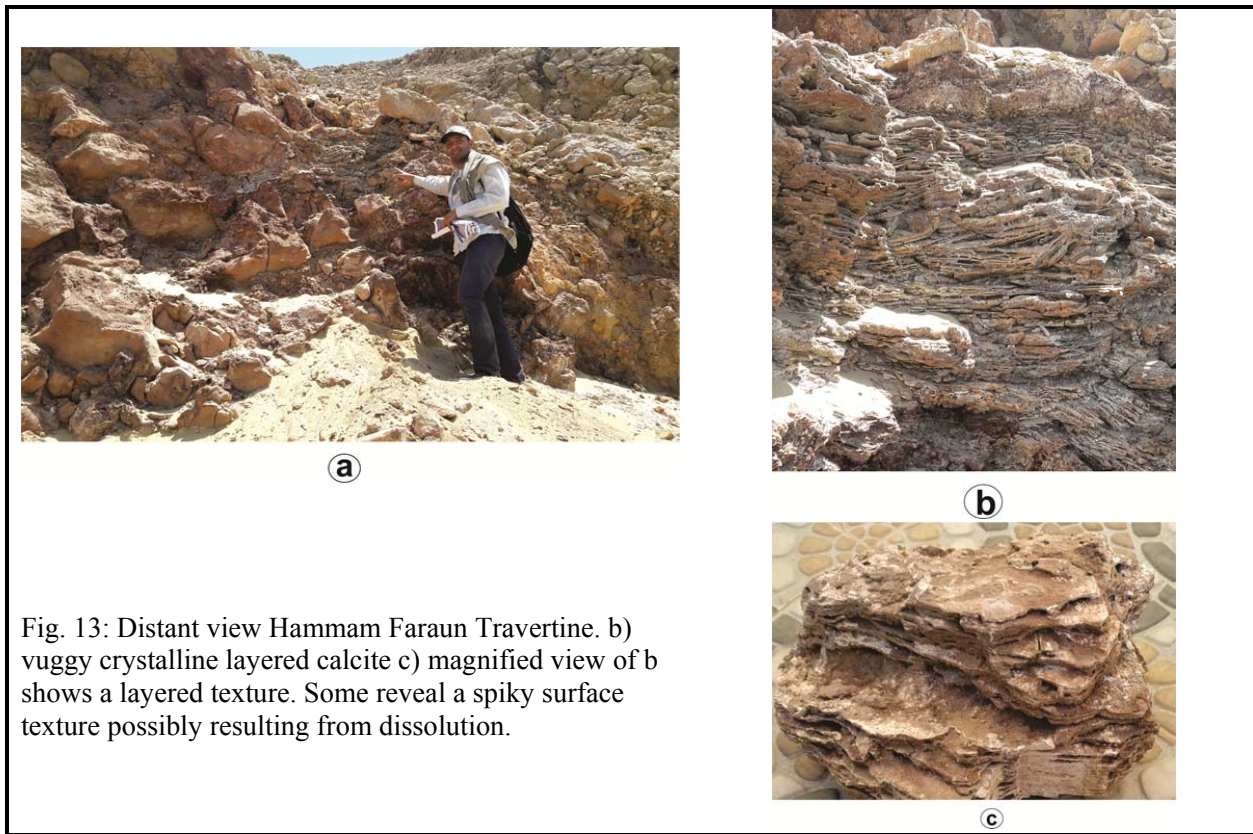 a
b
Fig. 13: Distant view Hammam Faraun Travertine. b)
vuggy crystalline layered calcite c) magnified view of b
shows a layered texture. Some reveal a spiky surface
texture possibly resulting from dissolution.
c